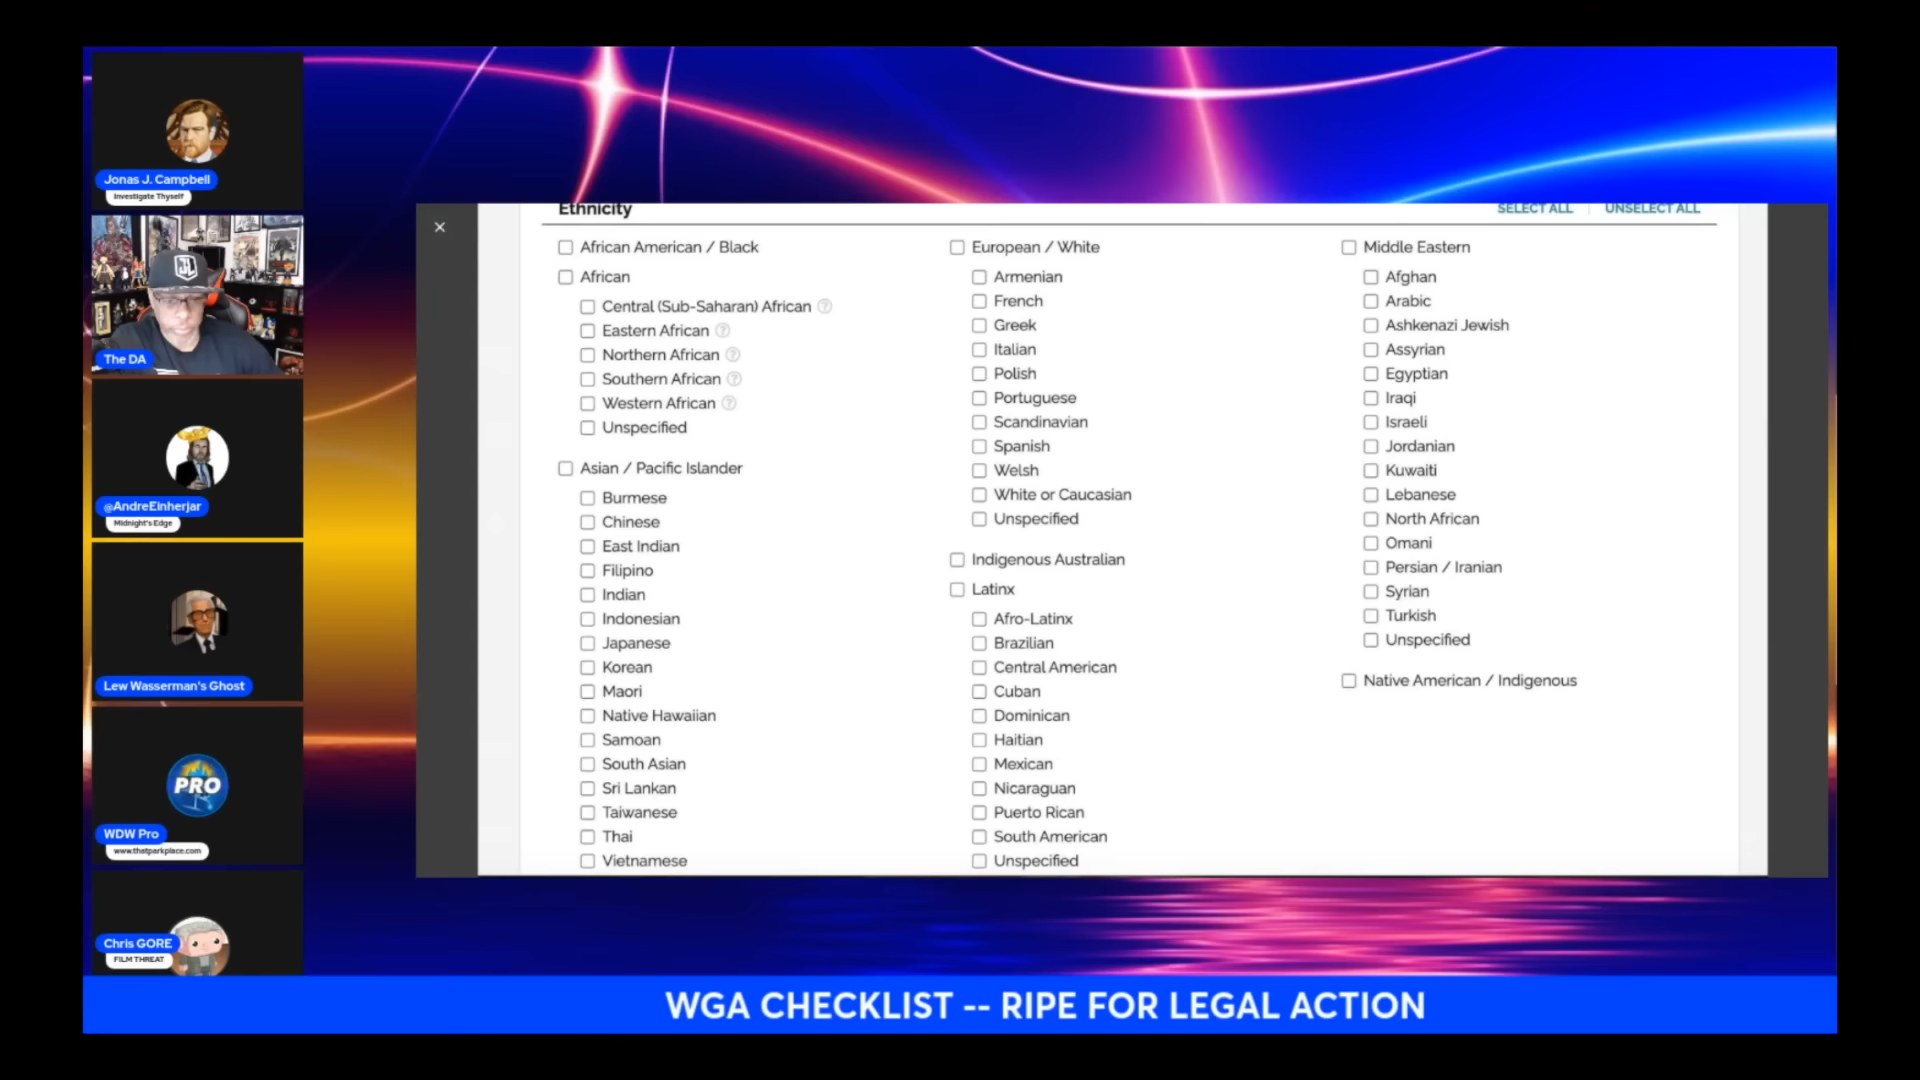 Jonas J. Campbell
Investigate Thyself
The DA
@AndreEinherjar
Midnight's Edge
Lew Wasserman's Ghost
PRO
WDW Pro
www.thatparkplace.com
Chris GORE
FILM THREAT
Ethnicity
SELECT ALL
UNSELECT ALL
African American / Black
African
Central (Sub-Saharan) African
Eastern African
Northern African
Southern African
Western African
Unspecified
Asian / Pacific Islander
Burmese
Chinese
East Indian
Filipino
Indian
Indonesian
Japanese
Korean
Maori
Native Hawaiian
Samoan
South Asian
Sri Lankan
Taiwanese
Thai
Vietnamese
European / White
Armenian
French
Greek
Italian
Polish
Portuguese
Scandinavian
Spanish
Welsh
White or Caucasian
Unspecified
Indigenous Australian
Latinx
Afro-Latinx
Brazilian
Central American
Cuban
Dominican
Haitian
Mexican
Nicaraguan
Puerto Rican
South American
Unspecified
Middle Eastern
Afghan
Arabic
Ashkenazi Jewish
Assyrian
Egyptian
Iraqi
Israeli
Jordanian
Kuwaiti
Lebanese
North African
Omani
Persian / Iranian
Syrian
Turkish
Unspecified
Native American / Indigenous
WGA CHECKLIST -- RIPE FOR LEGAL ACTION